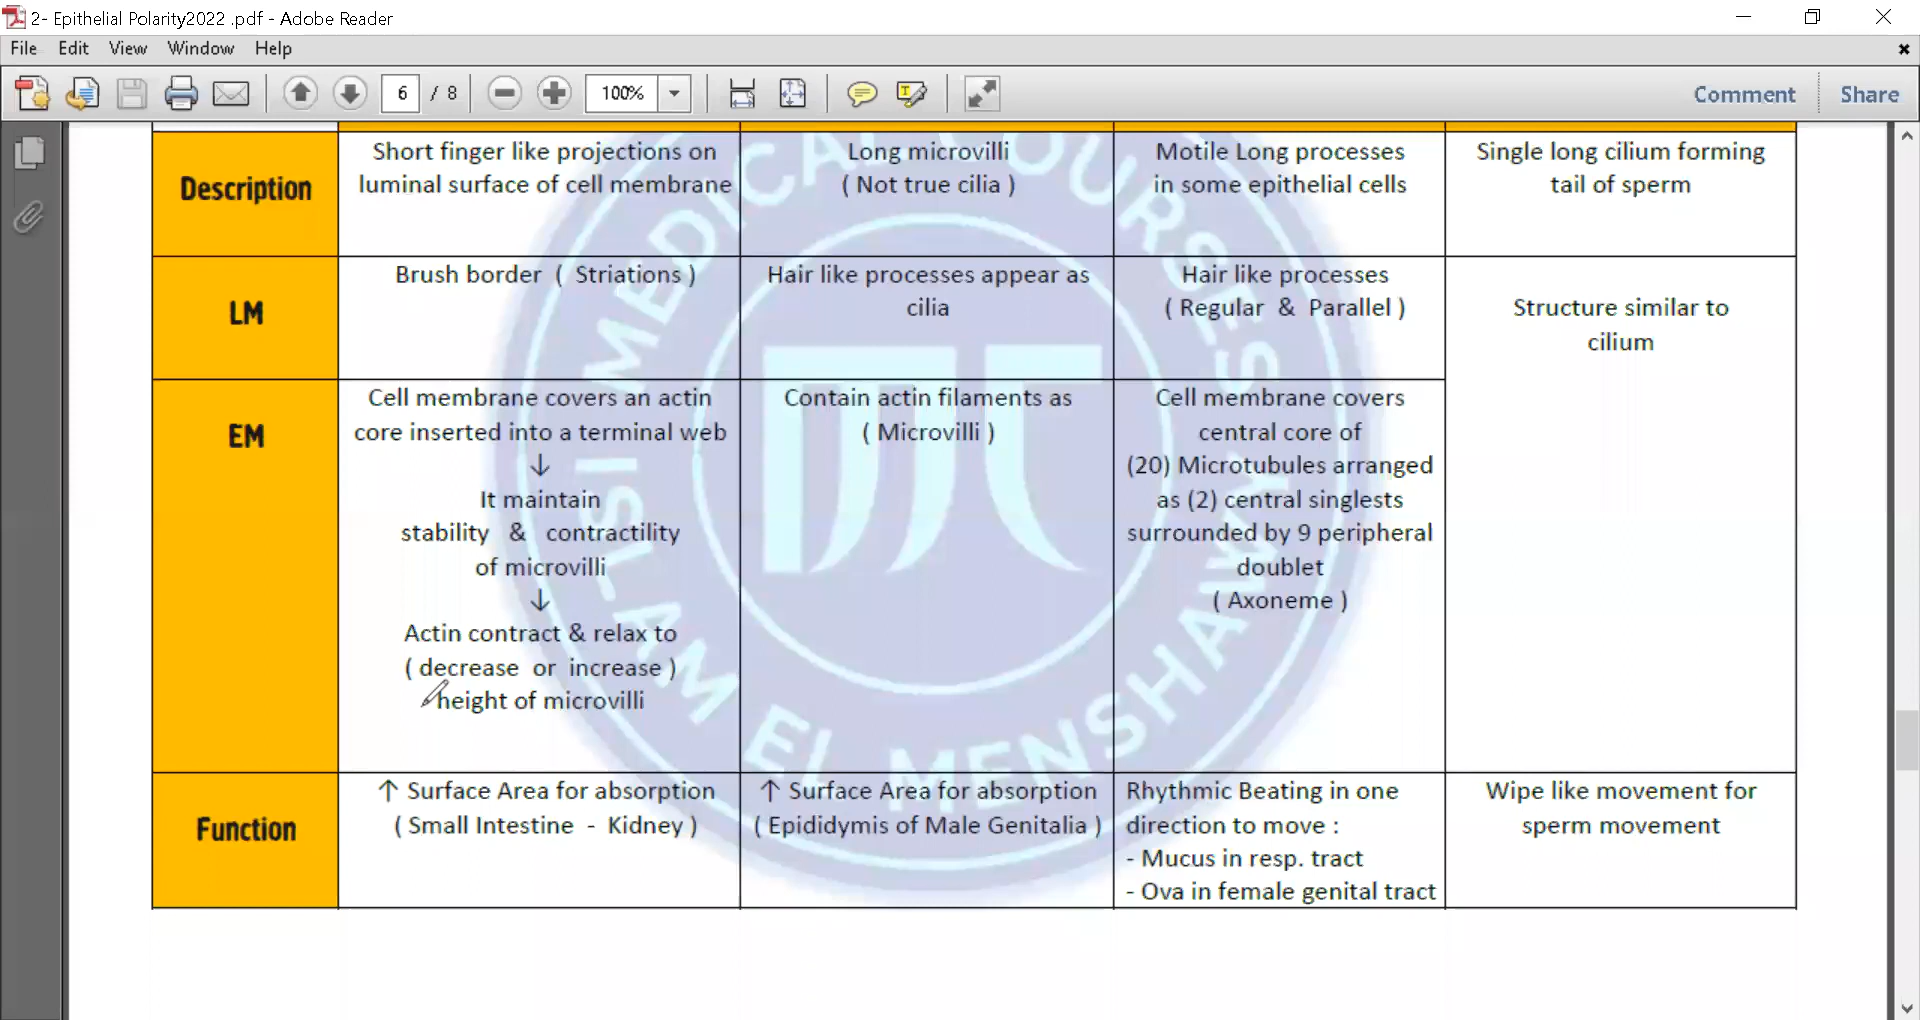 2- Epithelial Polarity2022 .pdf - Adobe Reader
File Edit View Window Help
6 / 8 100% Comment Share
Description
Short finger like projections on
luminal surface of cell membrane
Long microvilli
( Not true cilia )
Motile Long processes
in some epithelial cells
Single long cilium forming
tail of sperm
LM
Brush border ( Striations )
Hair like processes appear as
cilia
Hair like processes
( Regular & Parallel )
Structure similar to
cilium
EM
Cell membrane covers an actin
core inserted into a terminal web
↓
It maintain
stability & contractility
of microvilli
↓
Actin contract & relax to
( decrease or increase )
height of microvilli
Contain actin filaments as
( Microvilli )
Cell membrane covers
central core of
(20) Microtubules arranged
as (2) central singlests
surrounded by 9 peripheral
doublet
( Axoneme )
Function
↑ Surface Area for absorption
( Small Intestine - Kidney )
↑ Surface Area for absorption
( Epididymis of Male Genitalia )
Rhythmic Beating in one
direction to move :
- Mucus in resp. tract
- Ova in female genital tract
Wipe like movement for
sperm movement
MEDICAL COURSES
ISLAM EL MENSHAWY